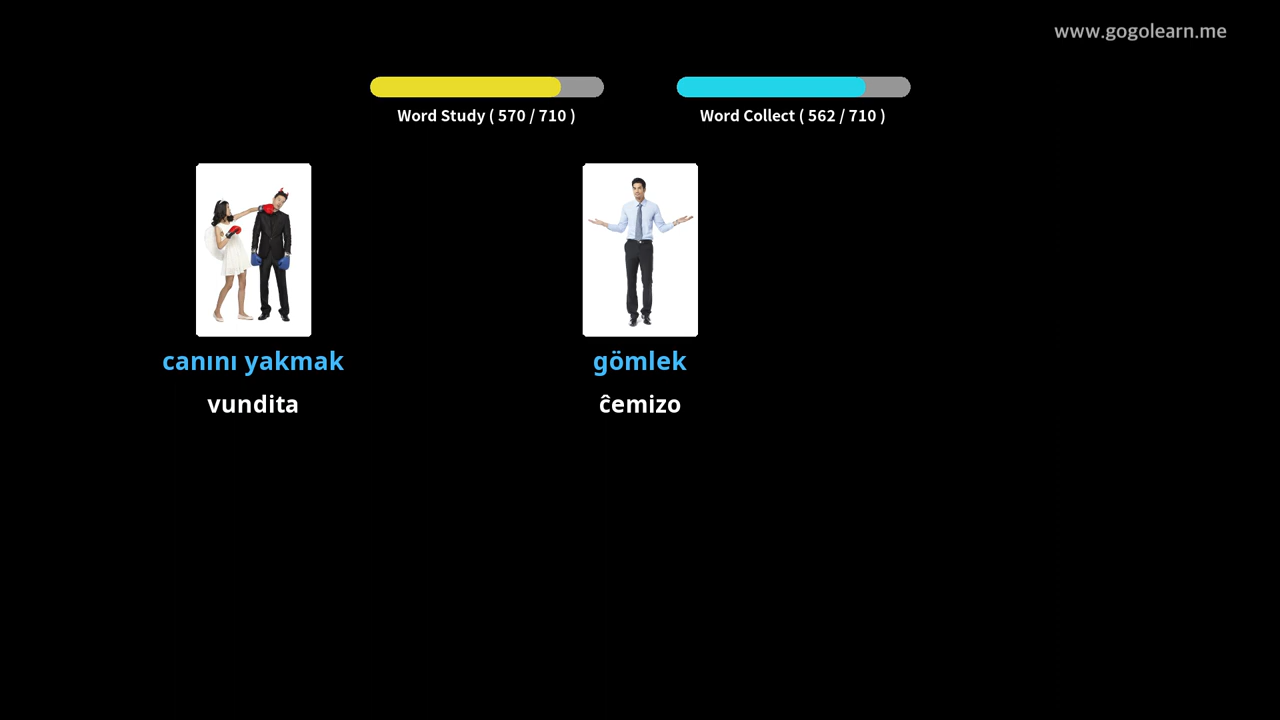 www.gogolearn.me
Word Study ( 570 / 710 )
Word Collect ( 562 / 710 )
canını yakmak
gömlek
vundita
ĉemizo